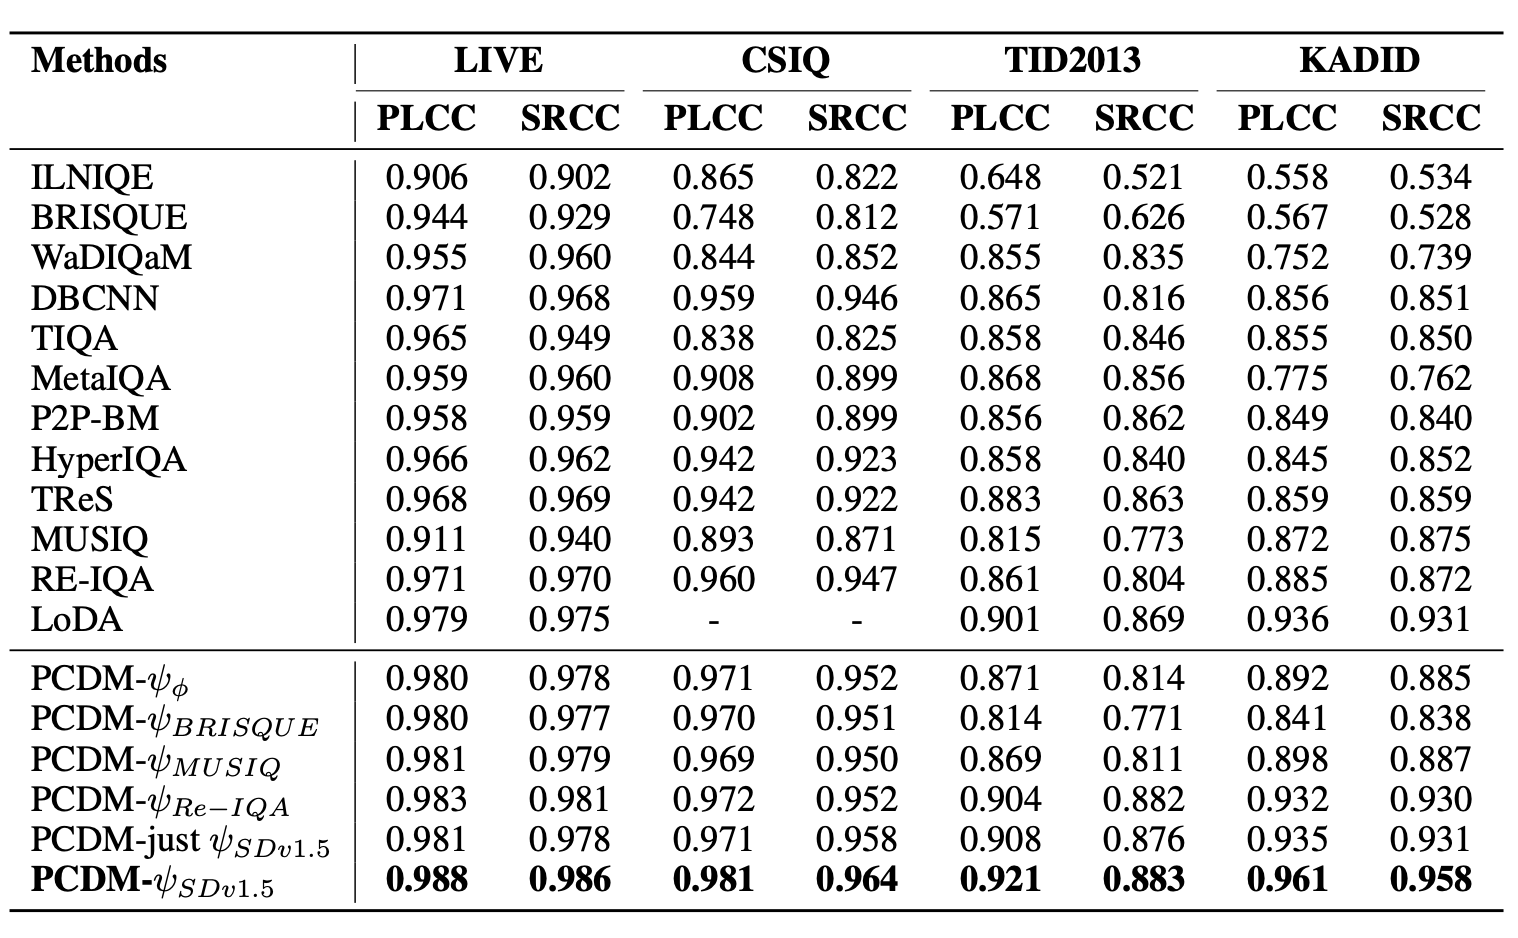 Methods LIVE CSIQ TID2013 KADID
PLCC SRCC PLCC SRCC PLCC SRCC PLCC SRCC
ILNIQE 0.906 0.902 0.865 0.822 0.648 0.521 0.558 0.534
BRISQUE 0.944 0.929 0.748 0.812 0.571 0.626 0.567 0.528
WaDIQaM 0.955 0.960 0.844 0.852 0.855 0.835 0.752 0.739
DBCNN 0.971 0.968 0.959 0.946 0.865 0.816 0.856 0.851
TIQA 0.965 0.949 0.838 0.825 0.858 0.846 0.855 0.850
MetaIQA 0.959 0.960 0.908 0.899 0.868 0.856 0.775 0.762
P2P-BM 0.958 0.959 0.902 0.899 0.856 0.862 0.849 0.840
HyperIQA 0.966 0.962 0.942 0.923 0.858 0.840 0.845 0.852
TReS 0.968 0.969 0.942 0.922 0.883 0.863 0.859 0.859
MUSIQ 0.911 0.940 0.893 0.871 0.815 0.773 0.872 0.875
RE-IQA 0.971 0.970 0.960 0.947 0.861 0.804 0.885 0.872
LoDA 0.979 0.975 - - 0.901 0.869 0.936 0.931
PCDM-ψ_ϕ 0.980 0.978 0.971 0.952 0.871 0.814 0.892 0.885
PCDM-ψ_BRISQUE 0.980 0.977 0.970 0.951 0.814 0.771 0.841 0.838
PCDM-ψ_MUSIQ 0.981 0.979 0.969 0.950 0.869 0.811 0.898 0.887
PCDM-ψ_Re−IQA 0.983 0.981 0.972 0.952 0.904 0.882 0.932 0.930
PCDM-just ψ_SDv1.5 0.981 0.978 0.971 0.958 0.908 0.876 0.935 0.931
PCDM-ψ_SDv1.5 0.988 0.986 0.981 0.964 0.921 0.883 0.961 0.958